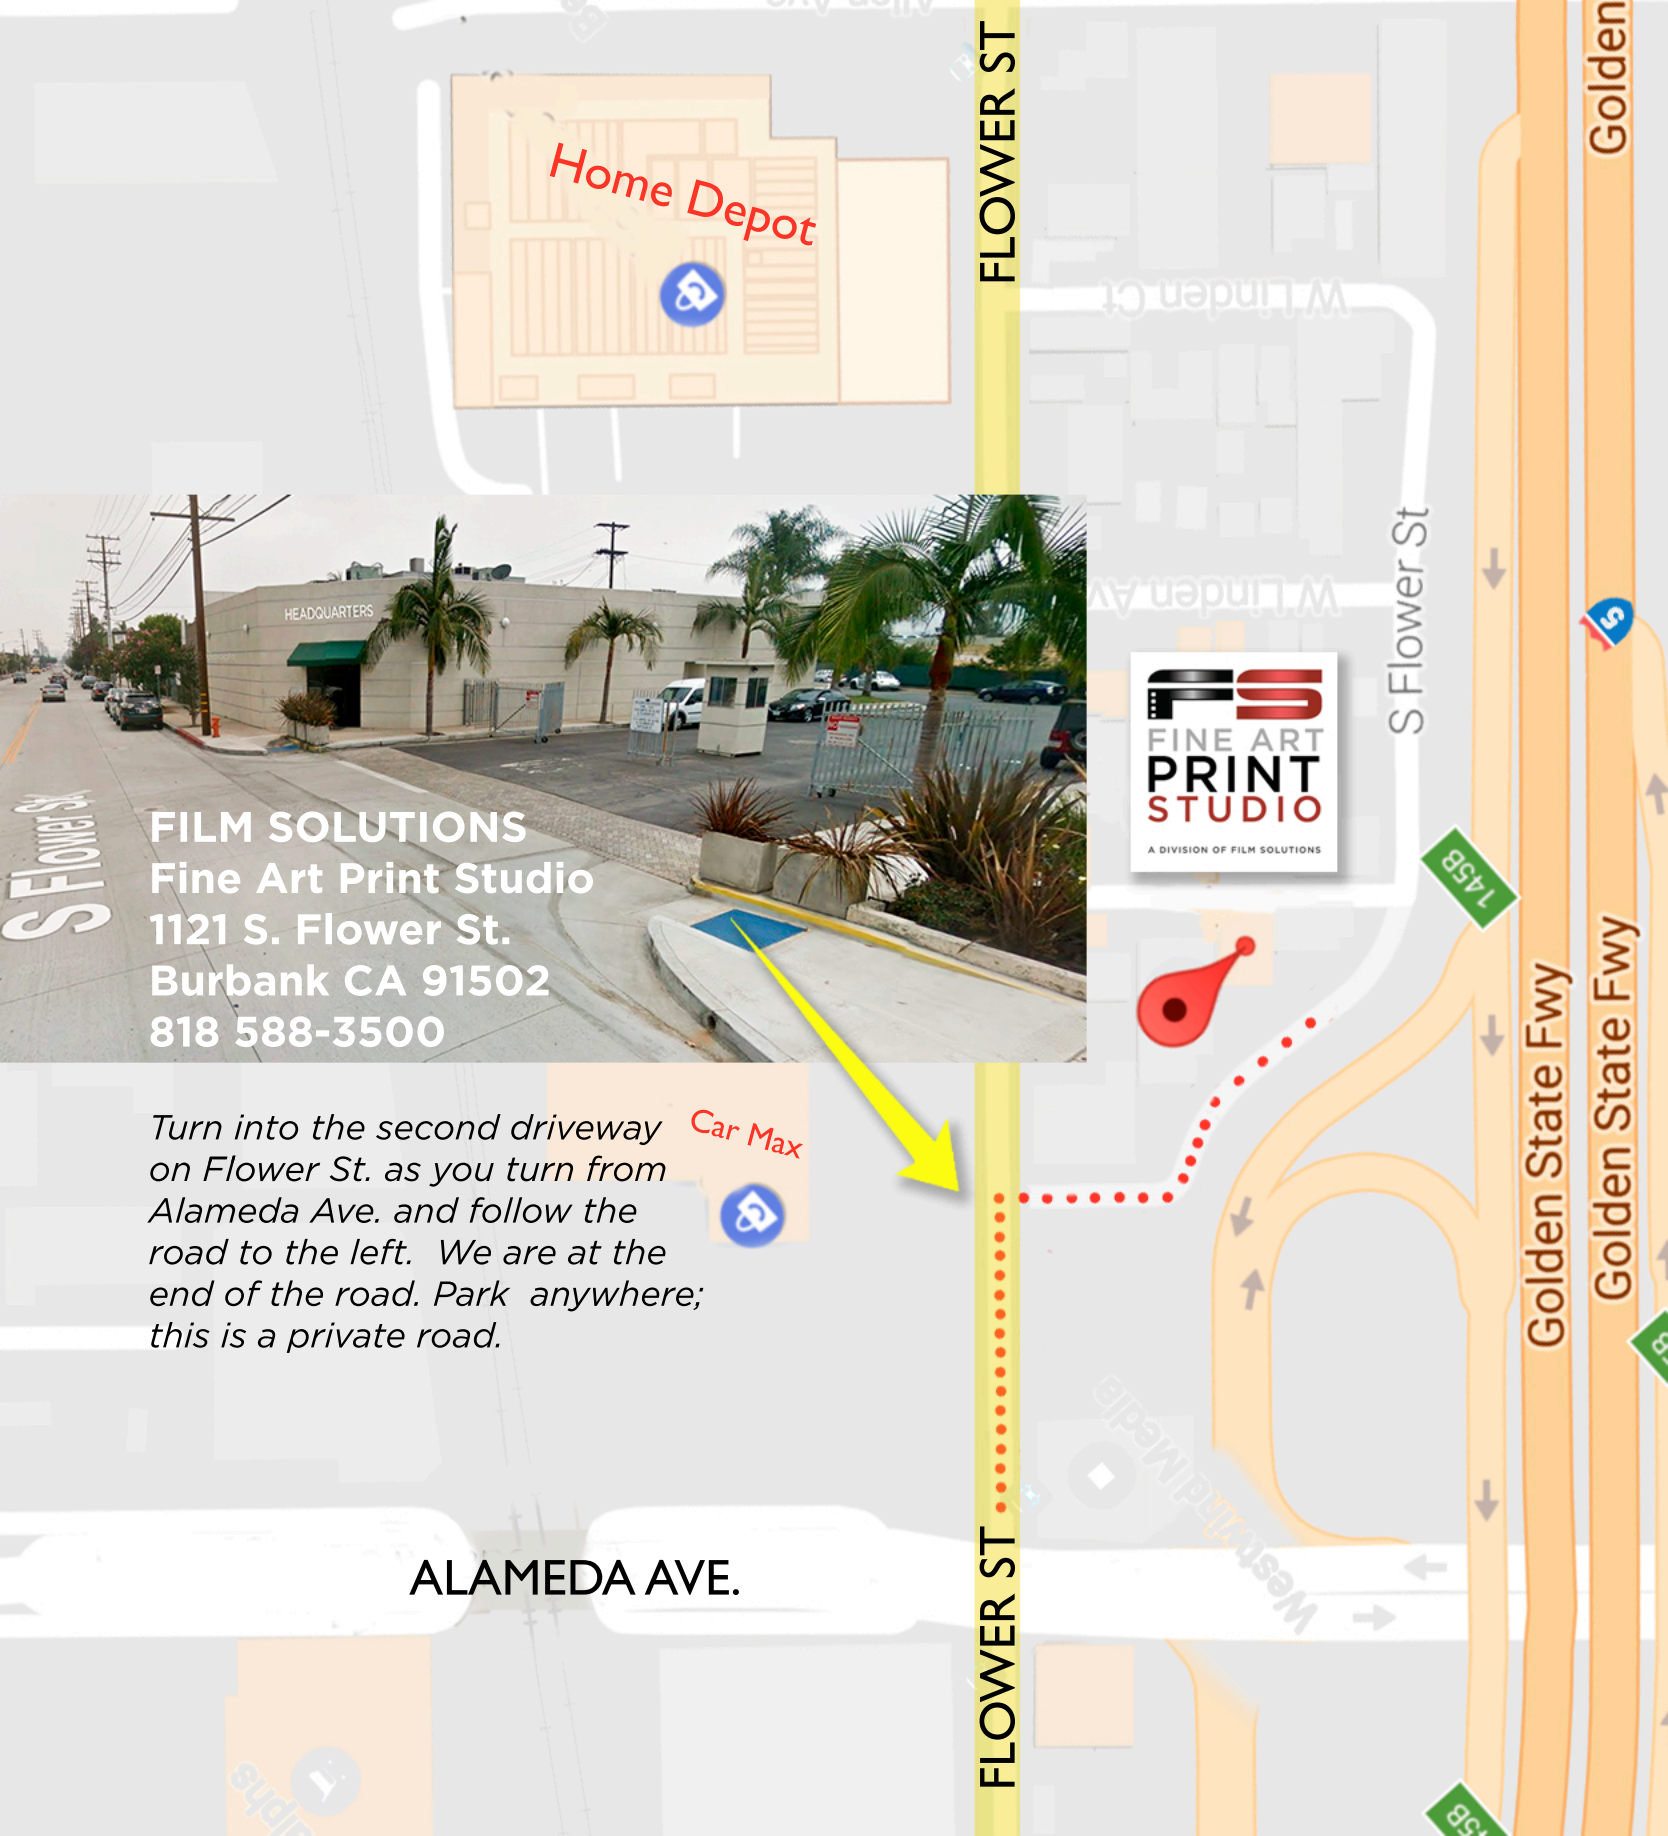 Allen Ave
FLOWER ST
Golden
Home Depot
W Linden Ct
S Flower St
W Linden Av
5
HEADQUARTERS
FS
FINE ART
PRINT
STUDIO
A DIVISION OF FILM SOLUTIONS
S Flower St
FILM SOLUTIONS
Fine Art Print Studio
1121 S. Flower St.
Burbank CA 91502
818 588-3500
145B
Golden State Fwy
Golden State Fwy
Car Max
Turn into the second driveway
on Flower St. as you turn from
Alameda Ave. and follow the
road to the left. We are at the
end of the road. Park anywhere;
this is a private road.
Westwind Media
ALAMEDA AVE.
FLOWER ST